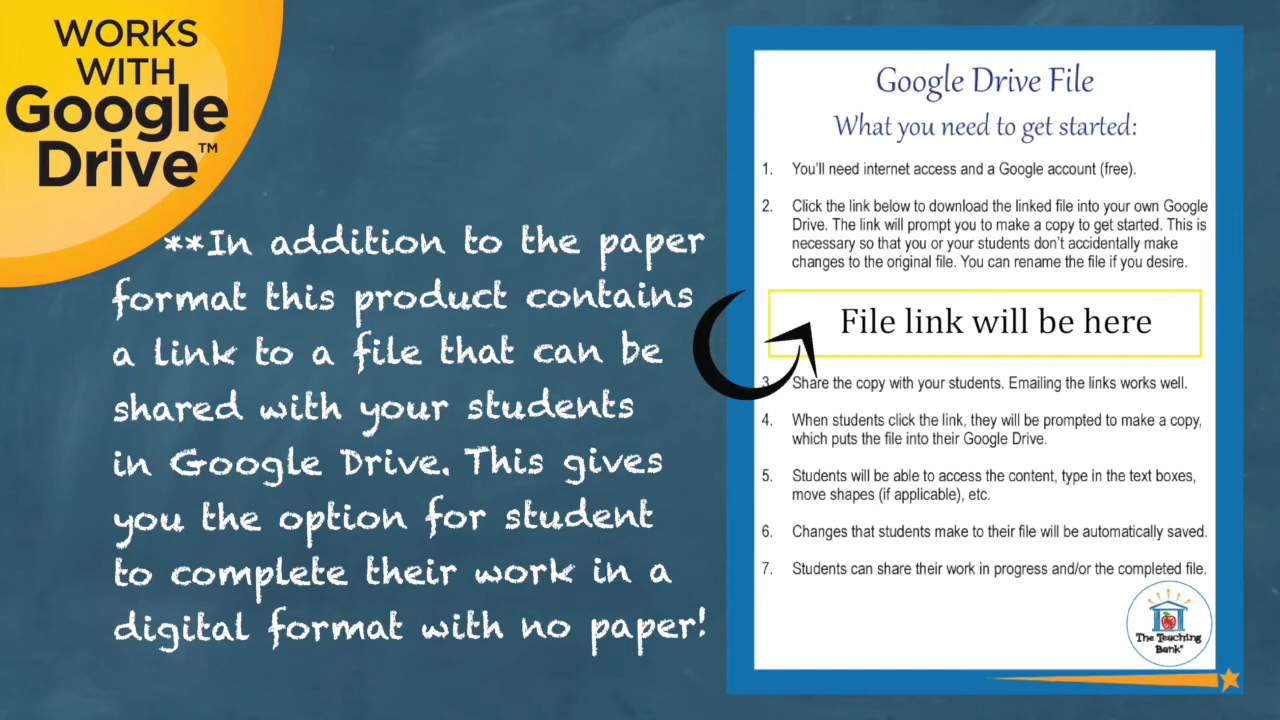 WORKS
WITH
Google
Drive™
**In addition to the paper
format this product contains
a link to a file that can be
shared with your students
in Google Drive. This gives
you the option for student
to complete their work in a
digital format with no paper!
Google Drive File
What you need to get started:
1. You'll need internet access and a Google account (free).
2. Click the link below to download the linked file into your own Google
Drive. The link will prompt you to make a copy to get started. This is
necessary so that you or your students don't accidentally make
changes to the original file. You can rename the file if you desire.
File link will be here
3. Share the copy with your students. Emailing the links works well.
4. When students click the link, they will be prompted to make a copy,
which puts the file into their Google Drive.
5. Students will be able to access the content, type in the text boxes,
move shapes (if applicable), etc.
6. Changes that students make to their file will be automatically saved.
7. Students can share their work in progress and/or the completed file.
The Teaching
Bank®